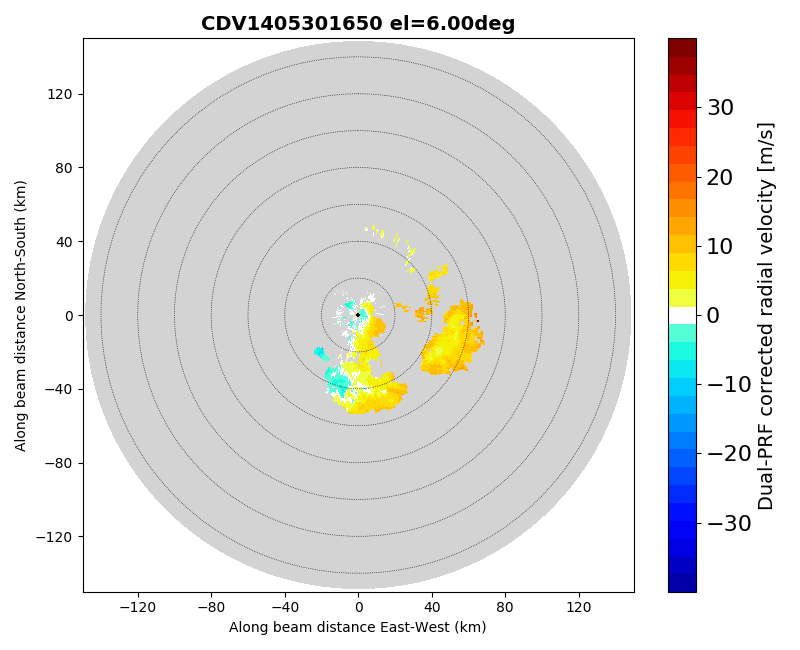 CDV1405301650 el=6.00deg
Along beam distance North-South (km)
120
80
40
0
−40
−80
−120
−120 −80 −40 0 40 80 120
Along beam distance East-West (km)
30
20
10
0
−10
−20
−30
Dual-PRF corrected radial velocity [m/s]